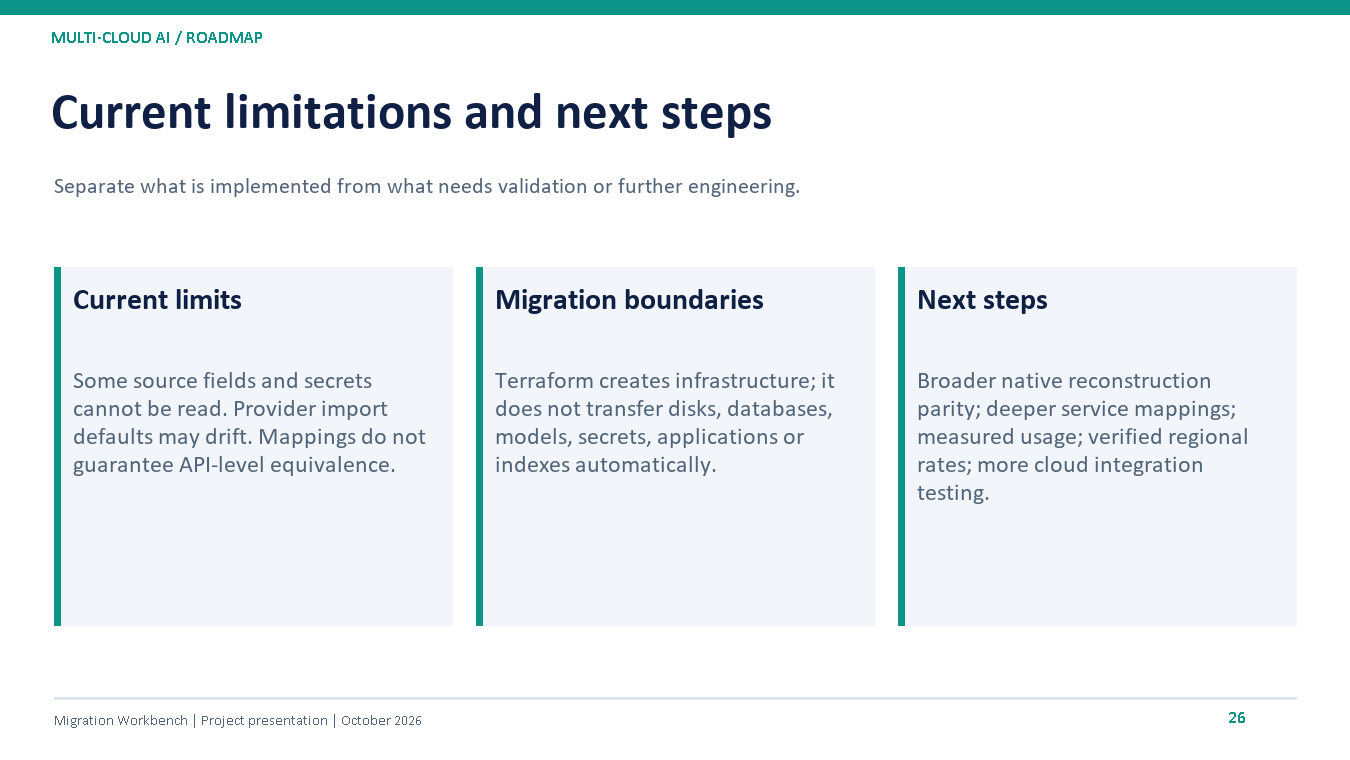 MULTI-CLOUD AI / ROADMAP
Current limitations and next steps
Separate what is implemented from what needs validation or further engineering.
Current limits
Some source fields and secrets
cannot be read. Provider import
defaults may drift. Mappings do not
guarantee API-level equivalence.
Migration boundaries
Terraform creates infrastructure; it
does not transfer disks, databases,
models, secrets, applications or
indexes automatically.
Next steps
Broader native reconstruction
parity; deeper service mappings;
measured usage; verified regional
rates; more cloud integration
testing.
Migration Workbench | Project presentation | October 2026
26